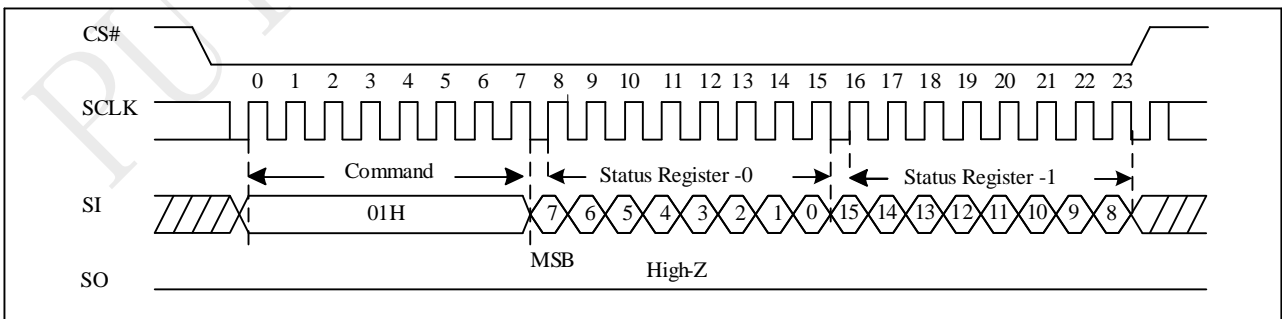 PUY
CS#
0 1 2 3 4 5 6 7 8 9 10 11 12 13 14 15 16 17 18 19 20 21 22 23
SCLK
Command Status Register -0 Status Register -1
SI 01H 7 6 5 4 3 2 1 0 15 14 13 12 11 10 9 8
MSB High-Z
SO